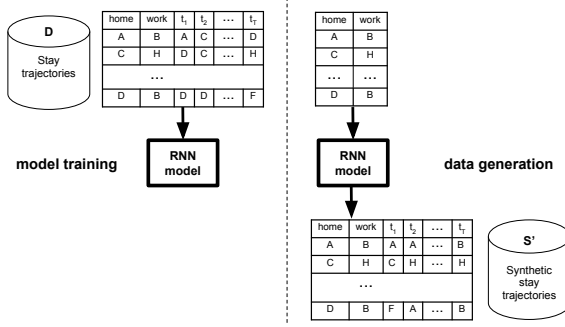 D
Stay
trajectories
home work t1 t2 ... tT
A B A C ... D
C H D C ... H
...
D B D D ... F
RNN
model
model training
home work
A B
C H
... ...
D B
RNN
model
data generation
home work t1 t2 ... tT
A B A A ... B
C H C H ... H
...
D B F A ... B
S'
Synthetic
stay
trajectories